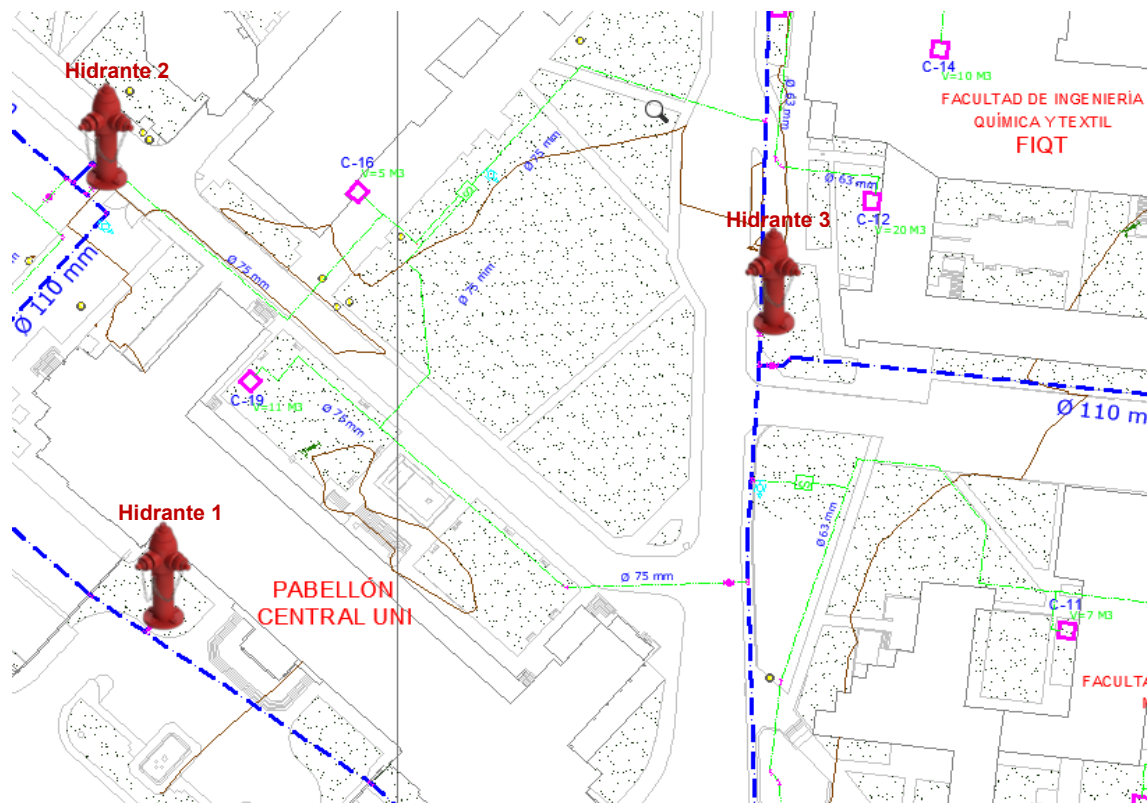 Hidrante 2
C-14
V=10 M3
FACULTAD DE INGENIERÍA
QUÍMICA Y TEXTIL
FIQT
Ø 63 mm
Ø 75 mm
C-16
V=5 M3
Ø 63 mm
C-12
V=20 M3
Hidrante 3
Ø 75 mm
Ø 75 mm
Ø 110 mm
C-19
V=11 M3
Ø 75 mm
Ø 110 m
Hidrante 1
Ø 63 mm
Ø 75 mm
PABELLÓN
CENTRAL UNI
C-11
V=7 M3
FACULTA